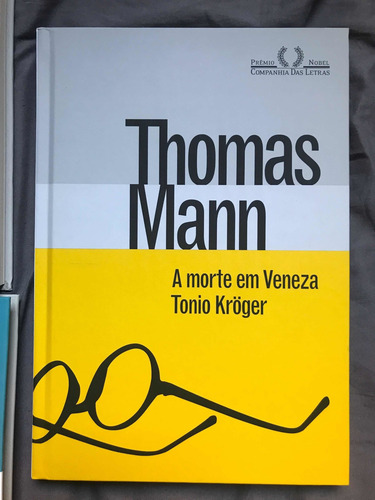 PRÊMIO NOBEL
COMPANHIA DAS LETRAS
Thomas
Mann
A morte em Veneza
Tonio Kröger